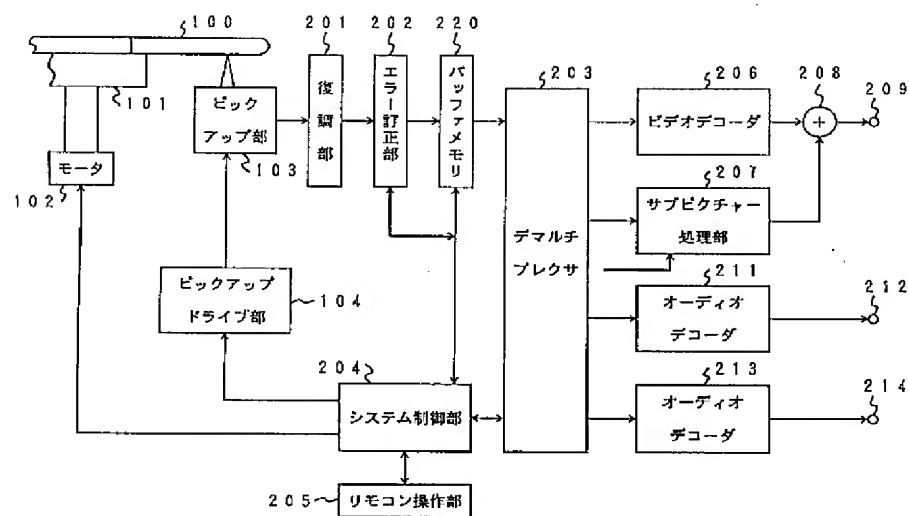 100
201
202
220
203
206
208
209
復調部
エラー訂正部
バッファメモリ
ビデオデコーダ
+
101
ピック
アップ部
103
モータ
102
207
サブピクチャー
処理部
デマルチ
プレクサ
ピックアップ
ドライブ部
104
211
オーディオ
デコーダ
212
204
システム制御部
213
オーディオ
デコーダ
214
205
リモコン操作部